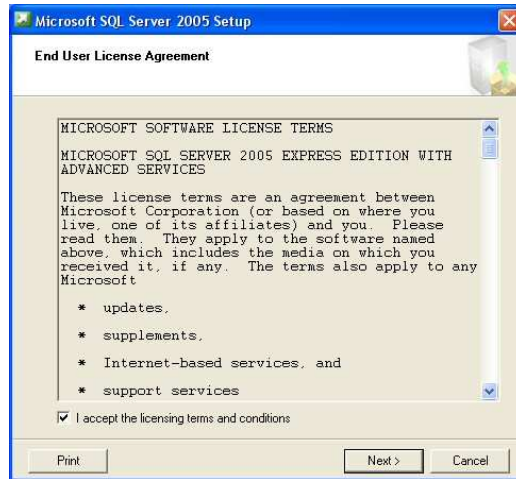 Microsoft SQL Server 2005 Setup
End User License Agreement
MICROSOFT SOFTWARE LICENSE TERMS
MICROSOFT SQL SERVER 2005 EXPRESS EDITION WITH
ADVANCED SERVICES
These license terms are an agreement between
Microsoft Corporation (or based on where you
live, one of its affiliates) and you. Please
read them. They apply to the software named
above, which includes the media on which you
received it, if any. The terms also apply to any
Microsoft
* updates,
* supplements,
* Internet-based services, and
* support services
I accept the licensing terms and conditions
Print
Next >
Cancel